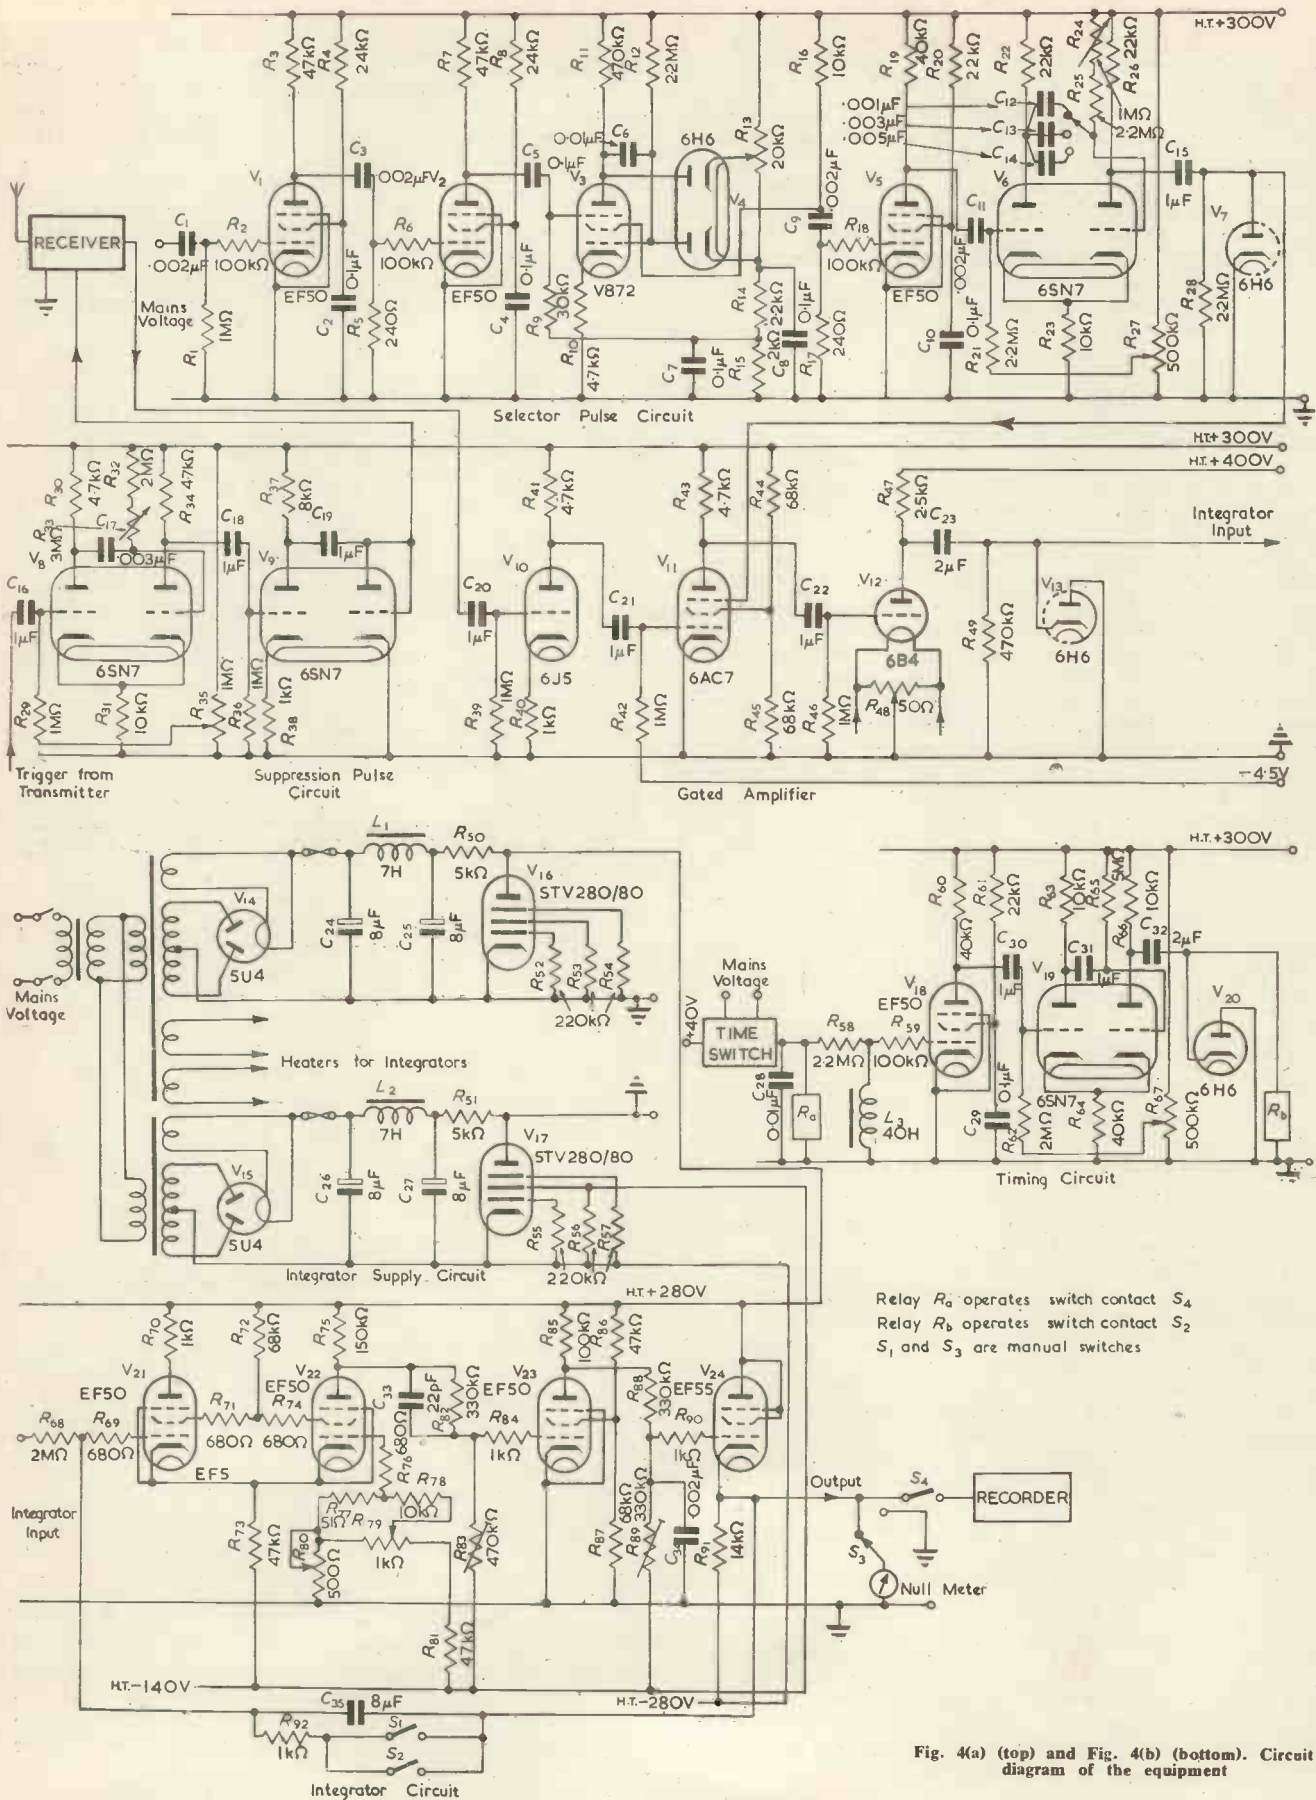 H.T.+300V
R3 47kΩ
R4 24kΩ
R7 47kΩ
R8 24kΩ
R11 470kΩ
R12 22MΩ
R13 20kΩ
R16 10kΩ
R19 40kΩ
R20 22kΩ
R22 22kΩ
R24
R25
R26 22kΩ
1MΩ
2.2MΩ
.001µF C12
.003µF C13
.005µF C14
RECEIVER
C1 .002µF
R2 100kΩ
Mains Voltage
R1 1MΩ
V1
EF50
C2 0.1µF
C3 .002µF
R5 240Ω
R6 100kΩ
V2
EF50
C4 0.1µF
C5 0.1µF
R9
R10 4.7kΩ
C6 0.01µF
V3
V872
6H6
V4
C7 0.1µF
R14 22kΩ
R15 2kΩ
C8 0.1µF
C9 .002µF
R17 240Ω
R18 100kΩ
V5
EF50
C10 0.1µF
C11 .002µF
R21 2.2MΩ
V6
6SN7
R23 10kΩ
R27 500kΩ
C15 1µF
R28 22MΩ
V7
6H6
Selector Pulse Circuit
H.T.+300V
H.T.+400V
R30 4.7kΩ
R32 2MΩ
R33 3MΩ
R34 47kΩ
C17 .003µF
V8
C16 1µF
6SN7
R29 1MΩ
R31 10kΩ
R35 1MΩ
C18 1µF
R36 1MΩ
R37 8kΩ
C19 1µF
V9
6SN7
R38 1kΩ
C20 1µF
R39 1MΩ
R40 1kΩ
R41 4.7kΩ
V10
6J5
C21 1µF
R42 1MΩ
R43 4.7kΩ
R44 68kΩ
V11
6AC7
R45 68kΩ
C22 1µF
R46 1MΩ
R47 2.5kΩ
V12
6B4
R48 50Ω
C23 2µF
R49 470kΩ
V13
6H6
Integrator Input
-4.5V
Trigger from Transmitter
Suppression Pulse Circuit
Gated Amplifier
Mains Voltage
V14
5U4
L1 7H
R50 5kΩ
C24 8µF
C25 8µF
V16
STV280/80
R52
R53
R54
220kΩ
Heaters for Integrators
V15
5U4
L2 7H
R51 5kΩ
C26 8µF
C27 8µF
V17
STV280/80
R55
R56
R57
220kΩ
Integrator Supply Circuit
H.T.+300V
Mains Voltage
+40V
TIME SWITCH
C28 0.01µF
Ra
R58 2.2MΩ
R59 100kΩ
L3 40H
R60 40kΩ
R61 22kΩ
V18
EF50
C29 0.1µF
C30 1µF
R62 2MΩ
R63 10kΩ
R65 5MΩ
R66 10kΩ
C31 1µF
V19
6SN7
R64 40kΩ
R67 500kΩ
C32 2µF
V20
6H6
Rb
Timing Circuit
Relay Ra operates switch contact S4
Relay Rb operates switch contact S2
S1 and S3 are manual switches
H.T.+280V
R68 2MΩ
R69 680Ω
Integrator Input
R70 1kΩ
V21
EF50
EF5
R71 680Ω
R72 68kΩ
R73 47kΩ
R74 680Ω
R75 150kΩ
V22
EF50
R76 680Ω
R77 51Ω
R78 10kΩ
R79 1kΩ
R80 500Ω
R81 47kΩ
C33 22pF
R82 330kΩ
R83 470kΩ
R84 1kΩ
R85 100kΩ
R86 47kΩ
V23
EF50
R87 68kΩ
R88 330kΩ
R89 330kΩ
R90 1kΩ
C34 .002µF
V24
EF55
R91 14kΩ
Output
S4
RECORDER
S3
Null Meter
H.T.-140V
H.T.-280V
C35 8µF
R92 1kΩ
S1
S2
Integrator Circuit
Fig. 4(a) (top) and Fig. 4(b) (bottom). Circuit
diagram of the equipment